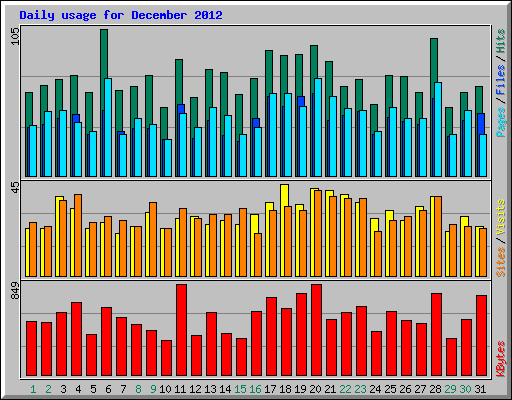 Daily usage for December 2012
105
Pages / Files / Hits
45
Sites / Visits
849
KBytes
1 2 3 4 5 6 7 8 9 10 11 12 13 14 15 16 17 18 19 20 21 22 23 24 25 26 27 28 29 30 31